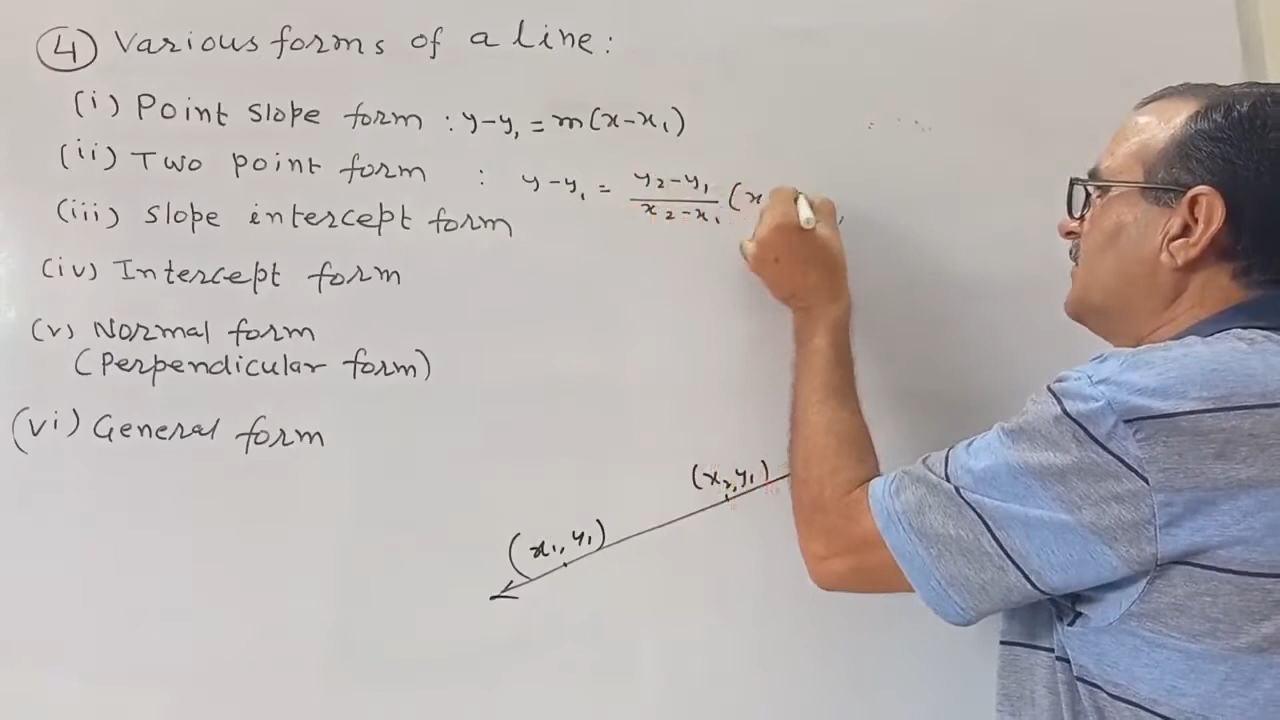 ④ Various forms of a line:
(i) Point slope form : y-y₁ = m(x-x₁)
(ii) Two point form : y-y₁ = y₂-y₁/x₂-x₁ (x
(iii) Slope intercept form
(iv) Intercept form
(v) Normal form
(Perpendicular form)
(vi) General form
(x₂,y₁)
(x₁,y₁)